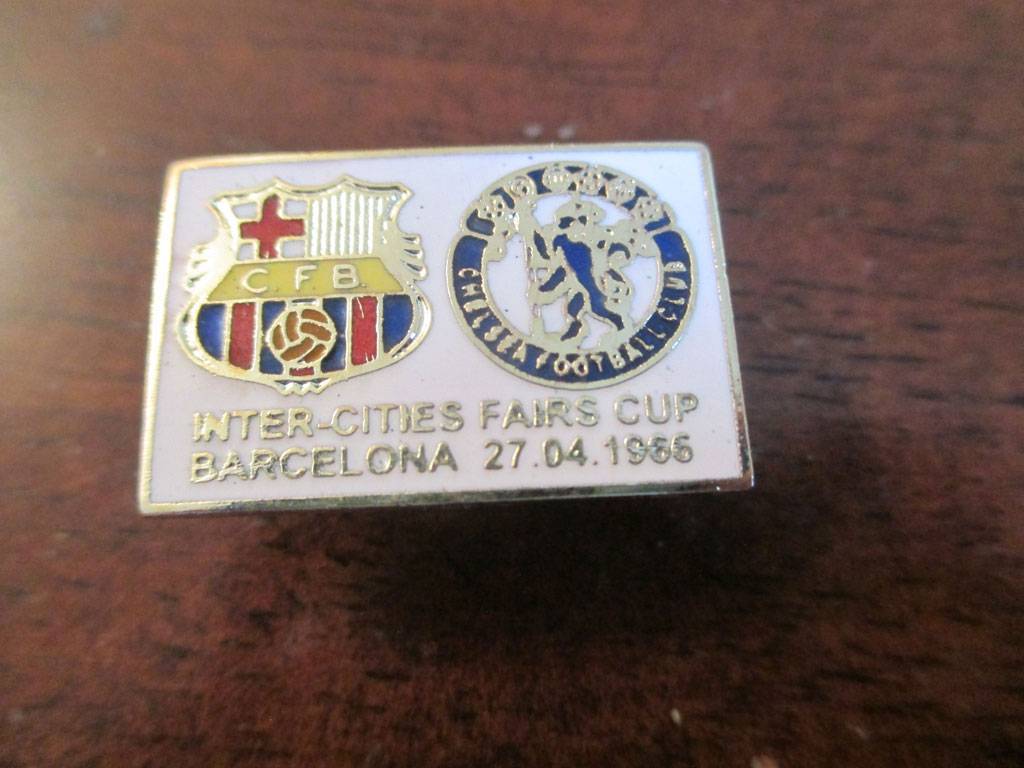 C.F.B.
CHELSEA FOOTBALL CLUB
INTER-CITIES FAIRS CUP
BARCELONA 27.04.1966